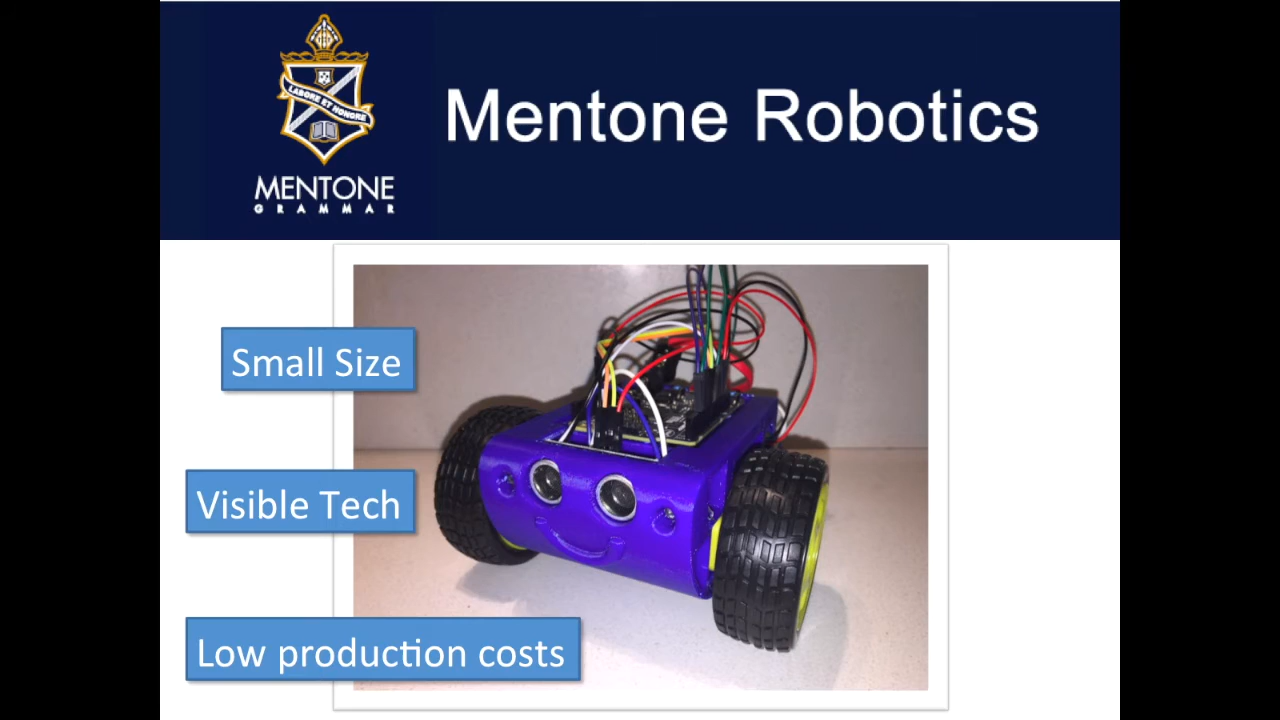 LABORE ET HONORE
MENTONE
GRAMMAR
Mentone Robotics
Small Size
Visible Tech
Low production costs